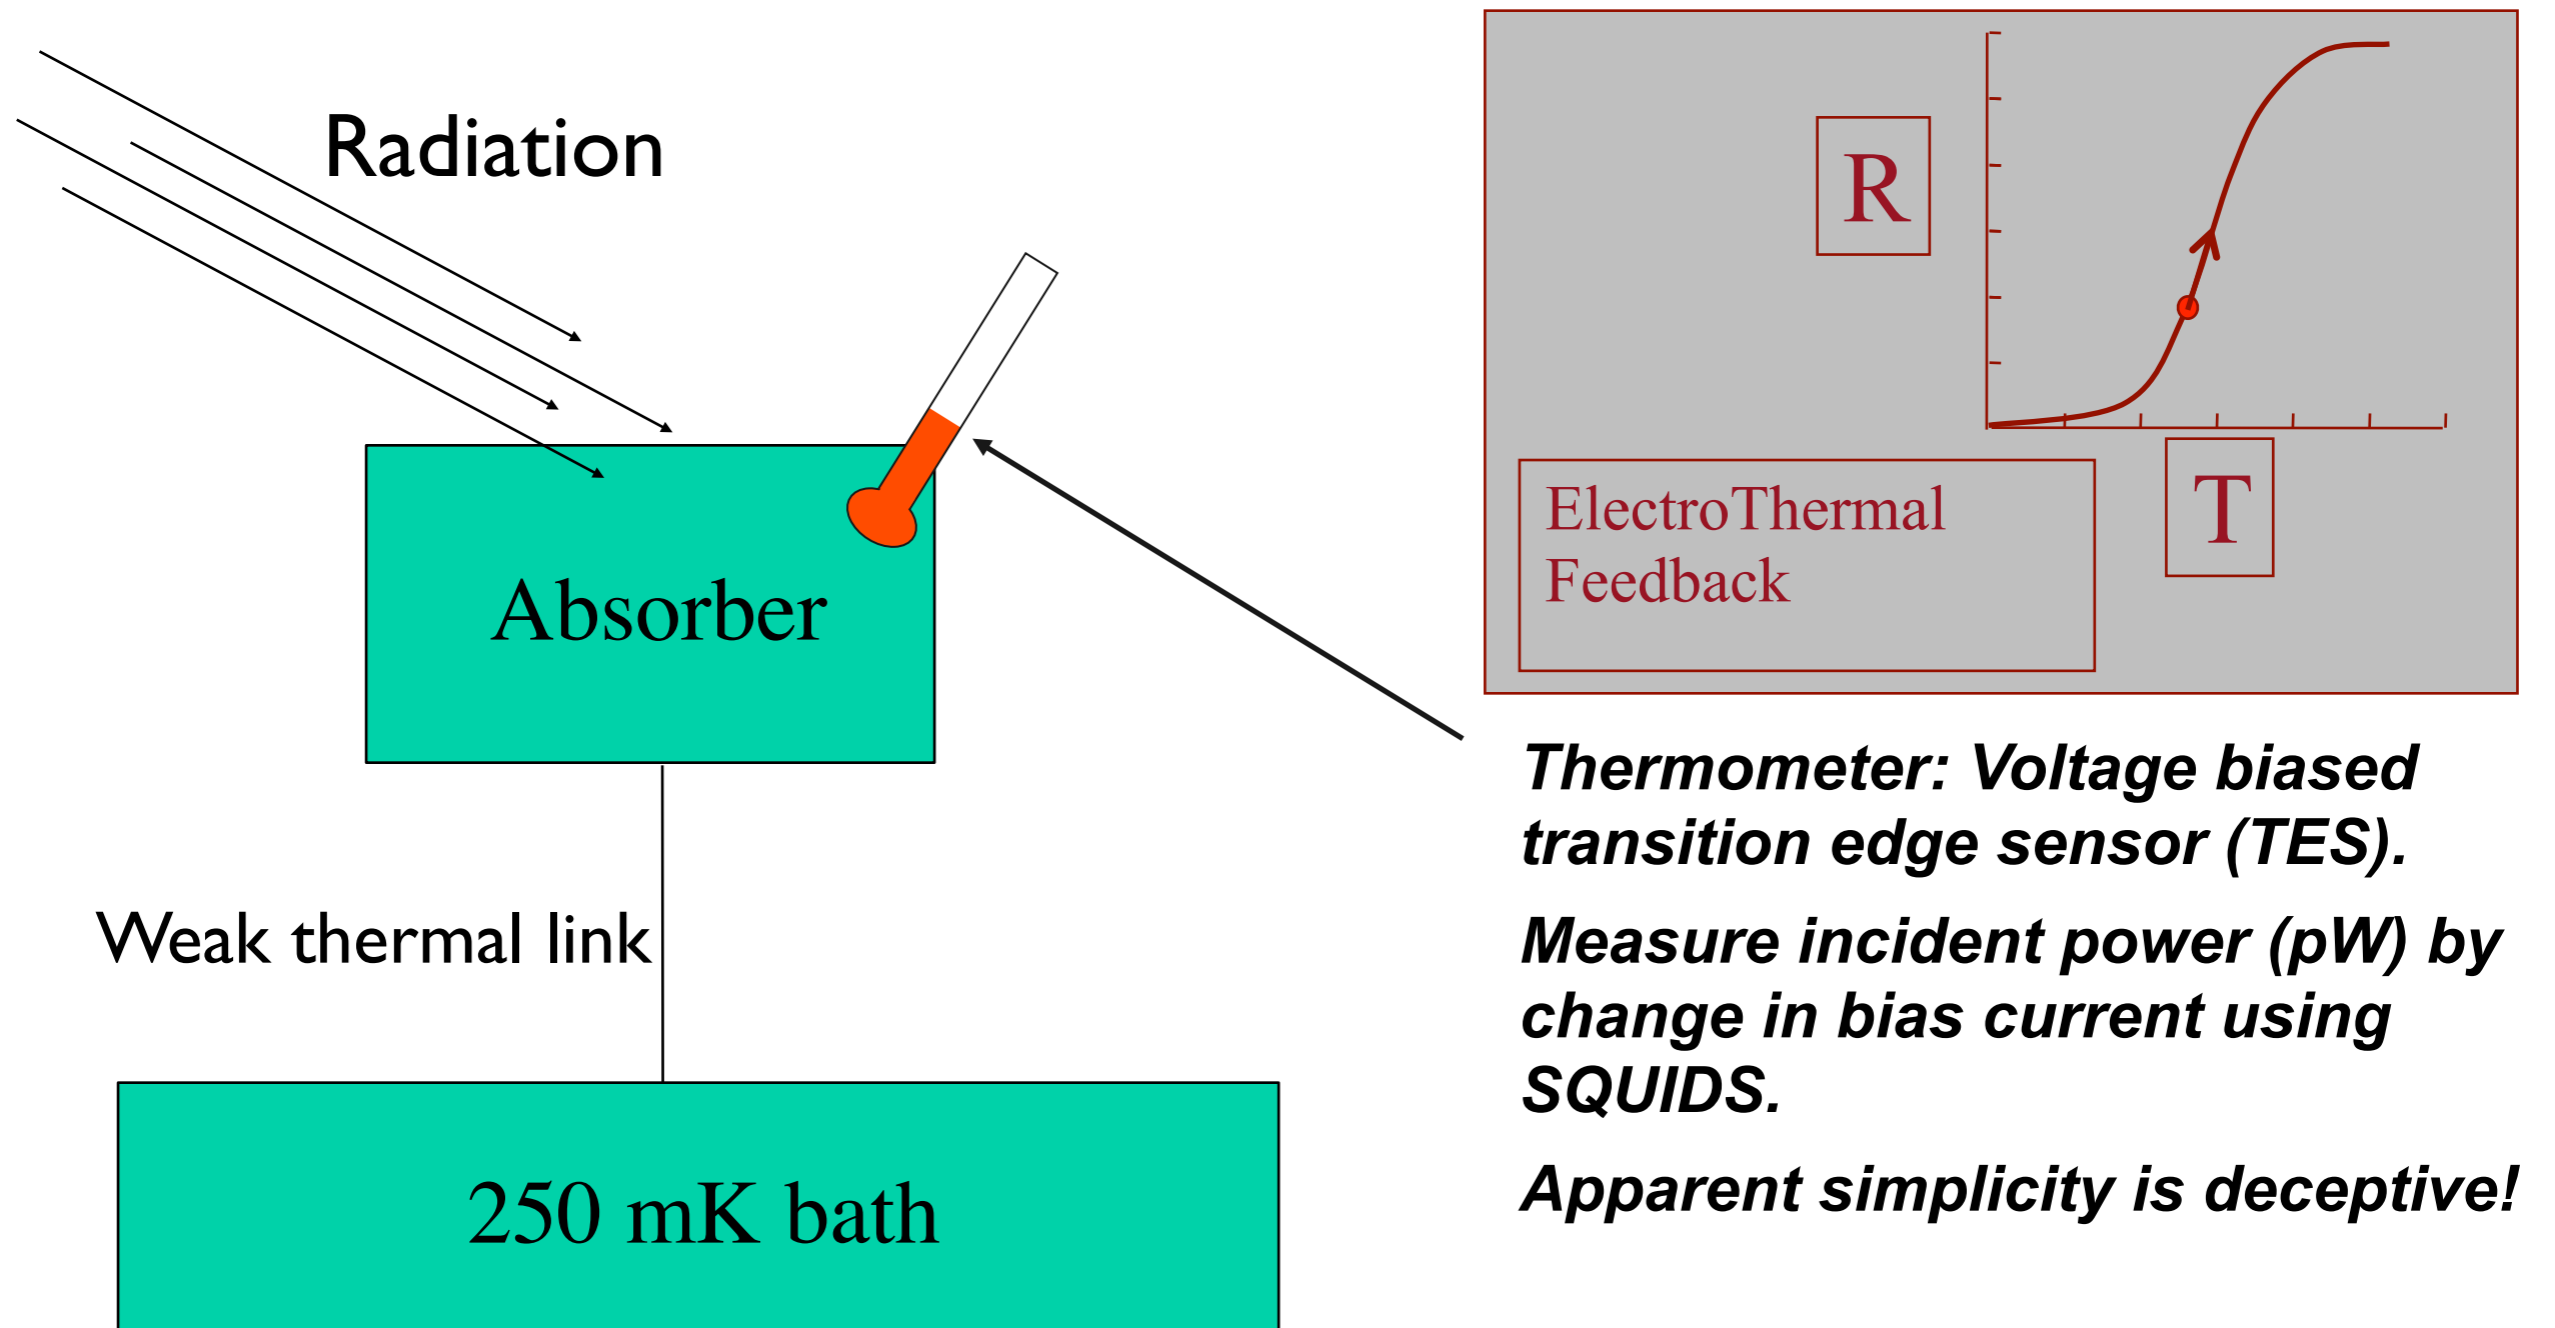 Radiation
Absorber
Weak thermal link
250 mK bath
R
T
ElectroThermal
Feedback
Thermometer: Voltage biased
transition edge sensor (TES).
Measure incident power (pW) by
change in bias current using
SQUIDS.
Apparent simplicity is deceptive!